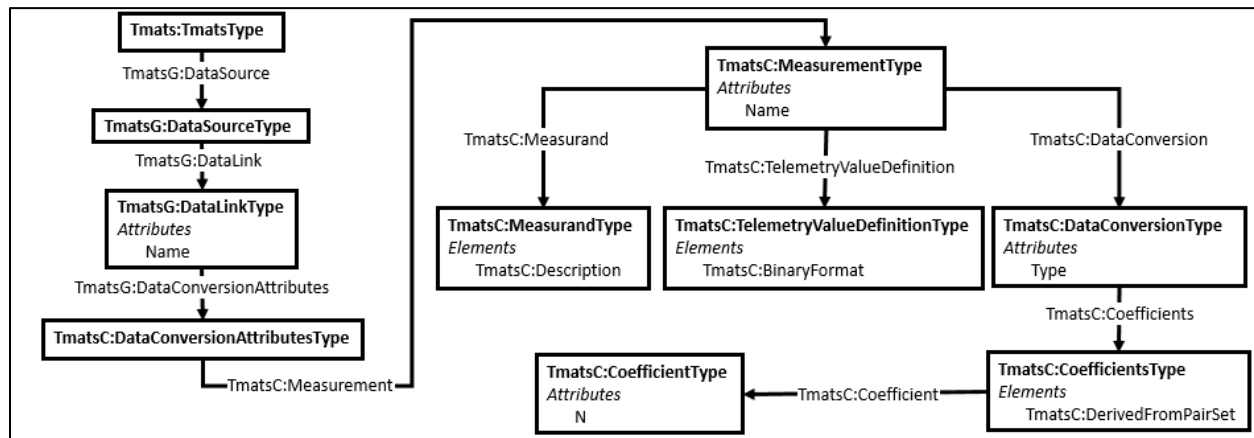 Tmats:TmatsType
TmatsG:DataSource
TmatsG:DataSourceType
TmatsG:DataLink
TmatsG:DataLinkType
Attributes
Name
TmatsG:DataConversionAttributes
TmatsC:DataConversionAttributesType
TmatsC:Measurement
TmatsC:MeasurementType
Attributes
Name
TmatsC:Measurand
TmatsC:TelemetryValueDefinition
TmatsC:DataConversion
TmatsC:MeasurandType
Elements
TmatsC:Description
TmatsC:TelemetryValueDefinitionType
Elements
TmatsC:BinaryFormat
TmatsC:DataConversionType
Attributes
Type
TmatsC:Coefficients
TmatsC:CoefficientsType
Elements
TmatsC:DerivedFromPairSet
TmatsC:Coefficient
TmatsC:CoefficientType
Attributes
N